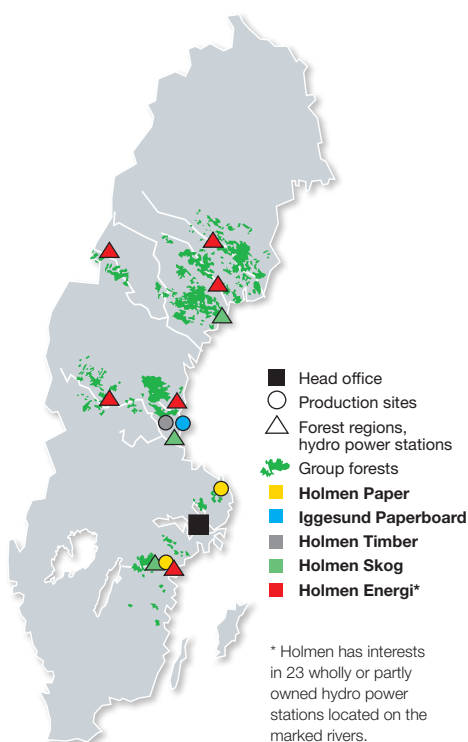 Head office
Production sites
Forest regions,
hydro power stations
Group forests
Holmen Paper
Iggesund Paperboard
Holmen Timber
Holmen Skog
Holmen Energi*
* Holmen has interests
in 23 wholly or partly
owned hydro power
stations located on the
marked rivers.